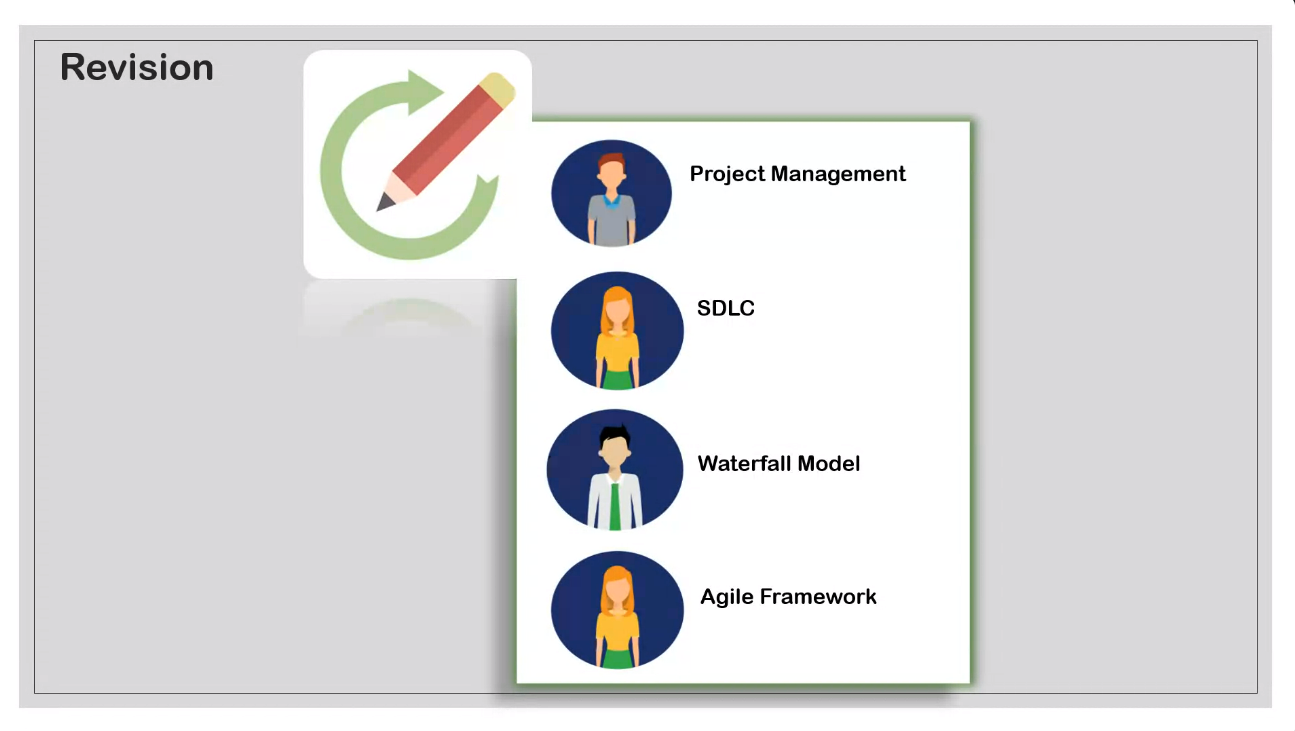 Revision
Project Management
SDLC
Waterfall Model
Agile Framework